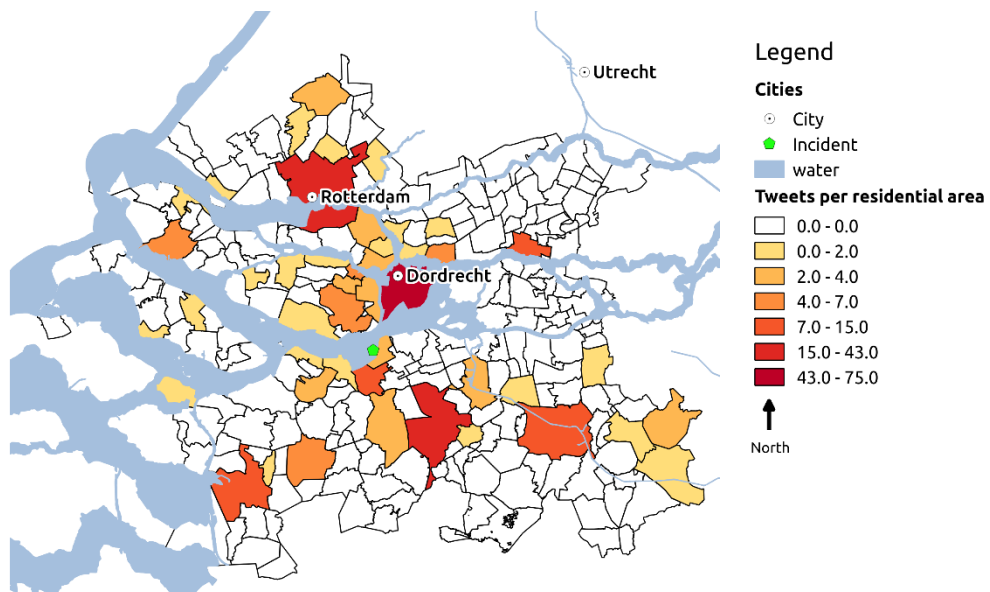 Utrecht
Rotterdam
Dordrecht
Legend
Cities
City
Incident
water
Tweets per residential area
0.0 - 0.0
0.0 - 2.0
2.0 - 4.0
4.0 - 7.0
7.0 - 15.0
15.0 - 43.0
43.0 - 75.0
North